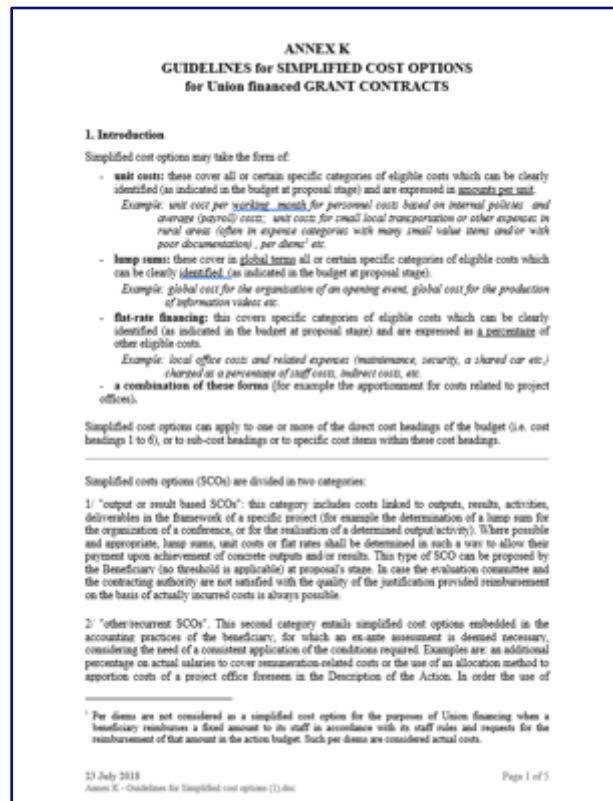 ANNEX K
GUIDELINES for SIMPLIFIED COST OPTIONS
for Union financed GRANT CONTRACTS
1. Introduction
Simplified cost options may take the form of:
- unit costs: these cover all or certain specific categories of eligible costs which can be clearly
identified (as indicated in the budget at proposal stage) and are expressed in amounts per unit.
Example: unit cost per working month for personnel costs based on internal policies and
average (payroll) costs; unit costs for small local transportation or other expenses in
rural areas (often in expense categories with many small value items and/or with
poor documentation) , per diems¹ etc.
- lump sums: these cover in global terms all or certain specific categories of eligible costs which
can be clearly identified (as indicated in the budget at proposal stage).
Example: global cost for the organization of an opening event, global cost for the production
of information videos etc.
- flat-rate financing: this covers specific categories of eligible costs which can be clearly
identified (as indicated in the budget at proposal stage) and are expressed as a percentage of
other eligible costs.
Example: local office costs and related expenses (maintenance, security, a shared car etc.)
charged as a percentage of staff costs, indirect costs, etc.
- a combination of these forms (for example the apportionment for costs related to project
offices).
Simplified cost options can apply to one or more of the direct cost headings of the budget (i.e. cost
headings 1 to 6), or to sub-cost headings or to specific cost items within these cost headings.
Simplified costs options (SCOs) are divided in two categories:
1/ "output or result based SCOs": this category includes costs linked to outputs, results, activities,
deliverables in the framework of a specific project (for example the determination of a lump sum for
the organization of a conference, or for the realisation of a determined output/activity). Where possible
and appropriate, lump sums, unit costs or flat rates shall be determined in such a way to allow their
payment upon achievement of concrete outputs and/or results. This type of SCO can be proposed by
the Beneficiary (no threshold is applicable) at proposal's stage. In case the evaluation committee and
the contracting authority are not satisfied with the quality of the justification provided reimbursement
on the basis of actually incurred costs is always possible.
2/ "other/recurrent SCOs". This second category entails simplified cost options embedded in the
accounting practices of the beneficiary, for which an ex-ante assessment is deemed necessary,
considering the need of a consistent application of the conditions required. Examples are: an additional
percentage on actual salaries to cover remuneration-related costs or the use of an allocation method to
apportion costs of a project office foreseen in the Description of the Action. In order the use of
¹ Per diems are not considered as a simplified cost option for the purposes of Union financing when a
beneficiary reimburses a fixed amount to its staff in accordance with its staff rules and requests for the
reimbursement of that amount in the action budget. Such per diems are considered actual costs.
23 July 2018 Page 1 of 5
Annex K - Guidelines for Simplified cost options (1).doc